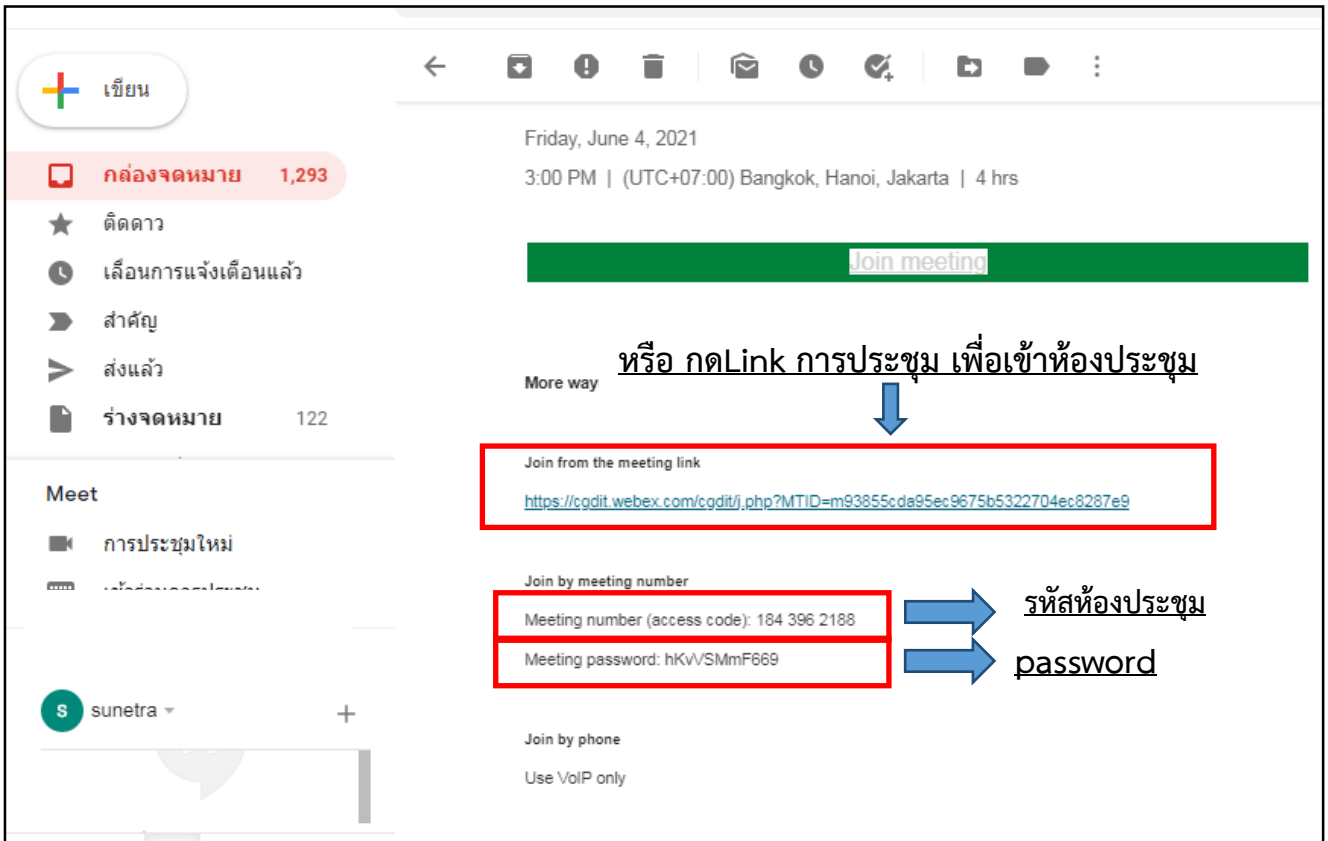 เขียน
กล่องจดหมาย 1,293
ติดดาว
เลื่อนการแจ้งเตือนแล้ว
สำคัญ
ส่งแล้ว
ร่างจดหมาย 122
Meet
การประชุมใหม่
S sunetra
Friday, June 4, 2021
3:00 PM | (UTC+07:00) Bangkok, Hanoi, Jakarta | 4 hrs
Join meeting
หรือ กดLink การประชุม เพื่อเข้าห้องประชุม
More way
Join from the meeting link
https://cgdit.webex.com/cgdit/j.php?MTID=m93855cda95ec9675b5322704ec8287e9
Join by meeting number
Meeting number (access code): 184 396 2188
รหัสห้องประชุม
Meeting password:
password
Join by phone
Use VoIP only